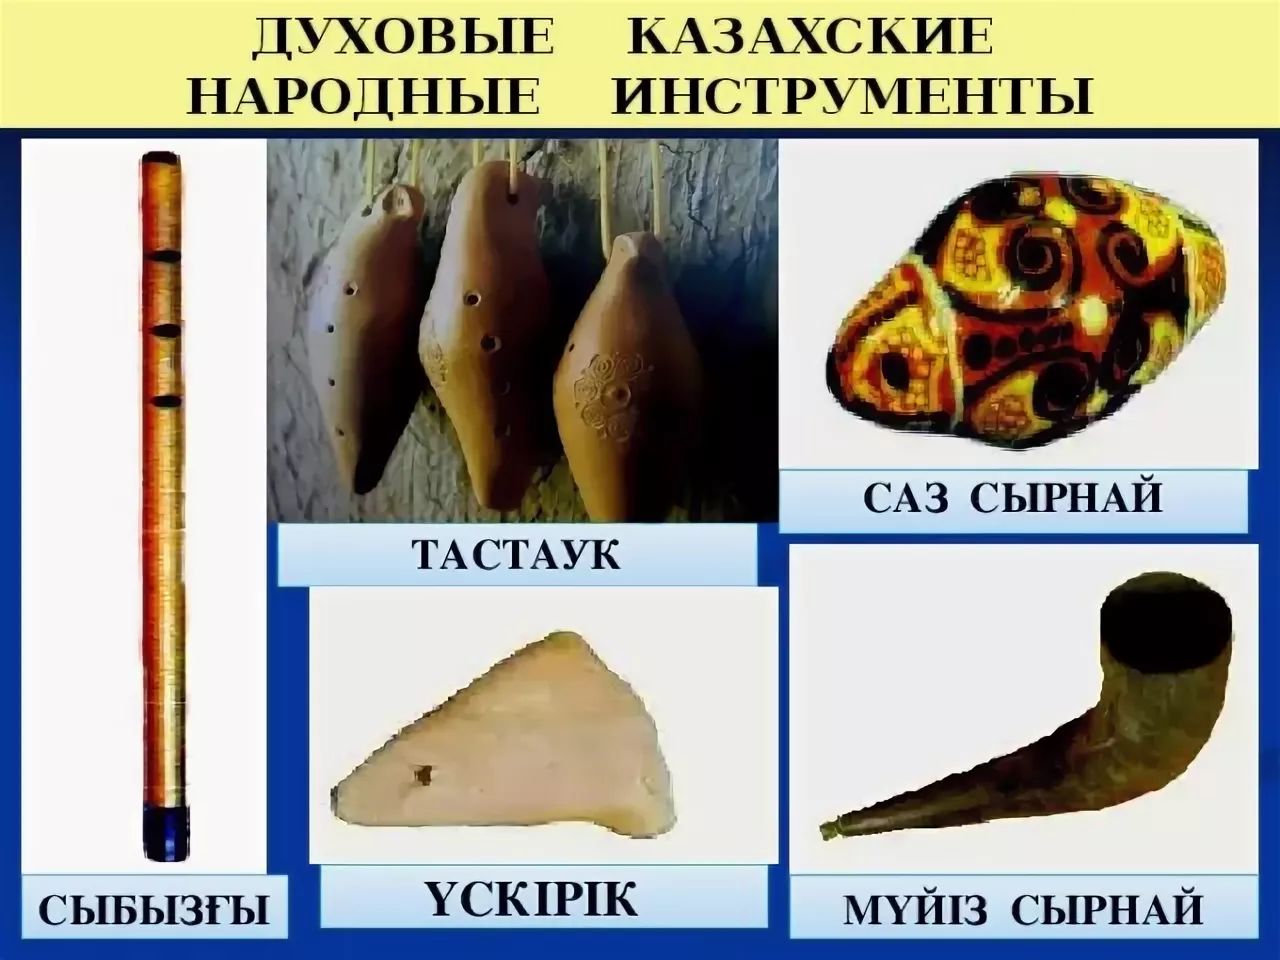 ДУХОВЫЕ КАЗАХСКИЕ
НАРОДНЫЕ ИНСТРУМЕНТЫ
САЗ СЫРНАЙ
ТАСТАУК
СЫБЫЗҒЫ
ҮСКІРІК
МҮЙІЗ СЫРНАЙ